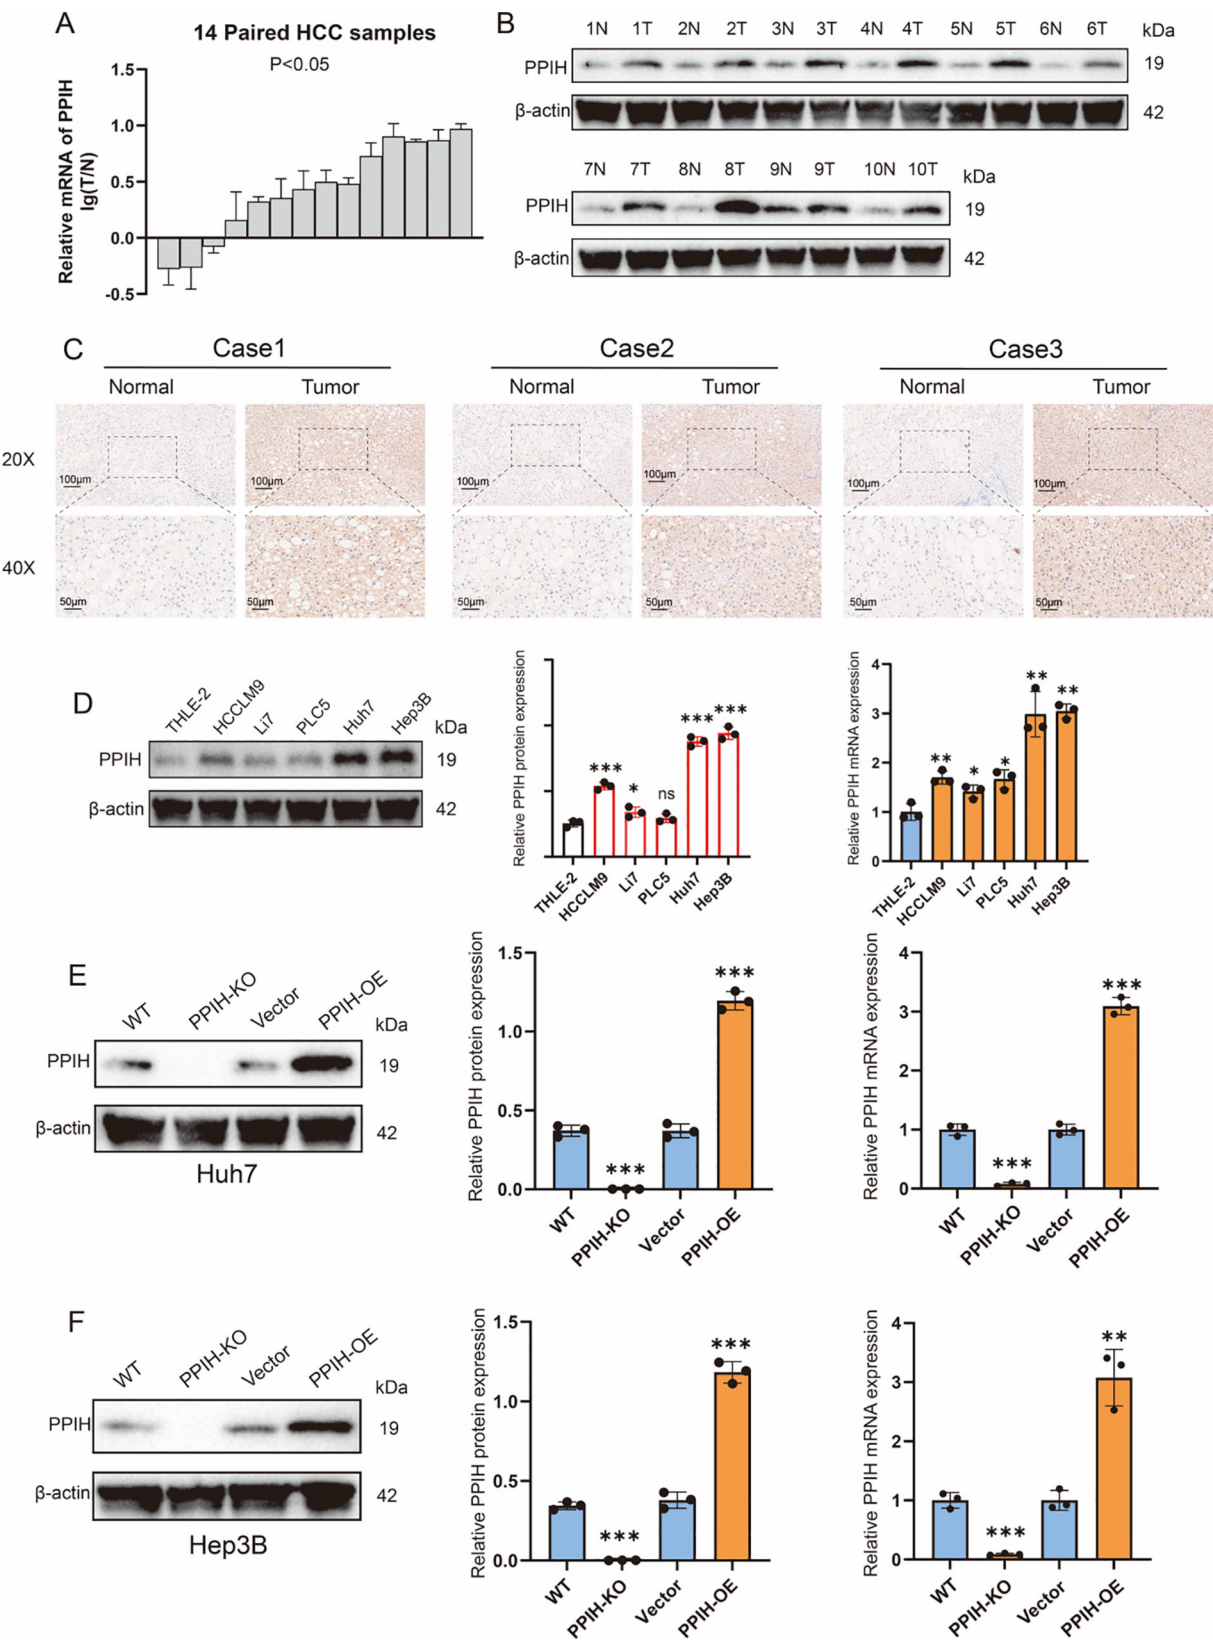 A
14 Paired HCC samples
P<0.05
Relative mRNA of PPIH
lg(T/N)
1.5
1.0
0.5
0.0
-0.5
B
1N 1T 2N 2T 3N 3T 4N 4T 5N 5T 6N 6T kDa
PPIH 19
β-actin 42
7N 7T 8N 8T 9N 9T 10N 10T kDa
PPIH 19
β-actin 42
C
Case1 Case2 Case3
Normal Tumor Normal Tumor Normal Tumor
20X
100μm 100μm 100μm 100μm 100μm 100μm
40X
50μm 50μm 50μm 50μm 50μm 50μm
D
THLE-2 HCCLM9 Li7 PLC5 Huh7 Hep3B
kDa
PPIH 19
β-actin 42
Relative PPIH protein expression
*** * ns *** ***
THLE-2 HCCLM9 Li7 PLC5 Huh7 Hep3B
Relative PPIH mRNA expression
4
3
2
1
0
** * * ** **
THLE-2 HCCLM9 Li7 PLC5 Huh7 Hep3B
E
WT PPIH-KO Vector PPIH-OE
kDa
PPIH 19
β-actin 42
Huh7
Relative PPIH protein expression
1.5
1.0
0.5
0.0
*** ***
WT PPIH-KO Vector PPIH-OE
Relative PPIH mRNA expression
4
3
2
1
0
*** ***
WT PPIH-KO Vector PPIH-OE
F
WT PPIH-KO Vector PPIH-OE
kDa
PPIH 19
β-actin 42
Hep3B
Relative PPIH protein expression
1.5
1.0
0.5
0.0
*** ***
WT PPIH-KO Vector PPIH-OE
Relative PPIH mRNA expression
4
3
2
1
0
*** **
WT PPIH-KO Vector PPIH-OE